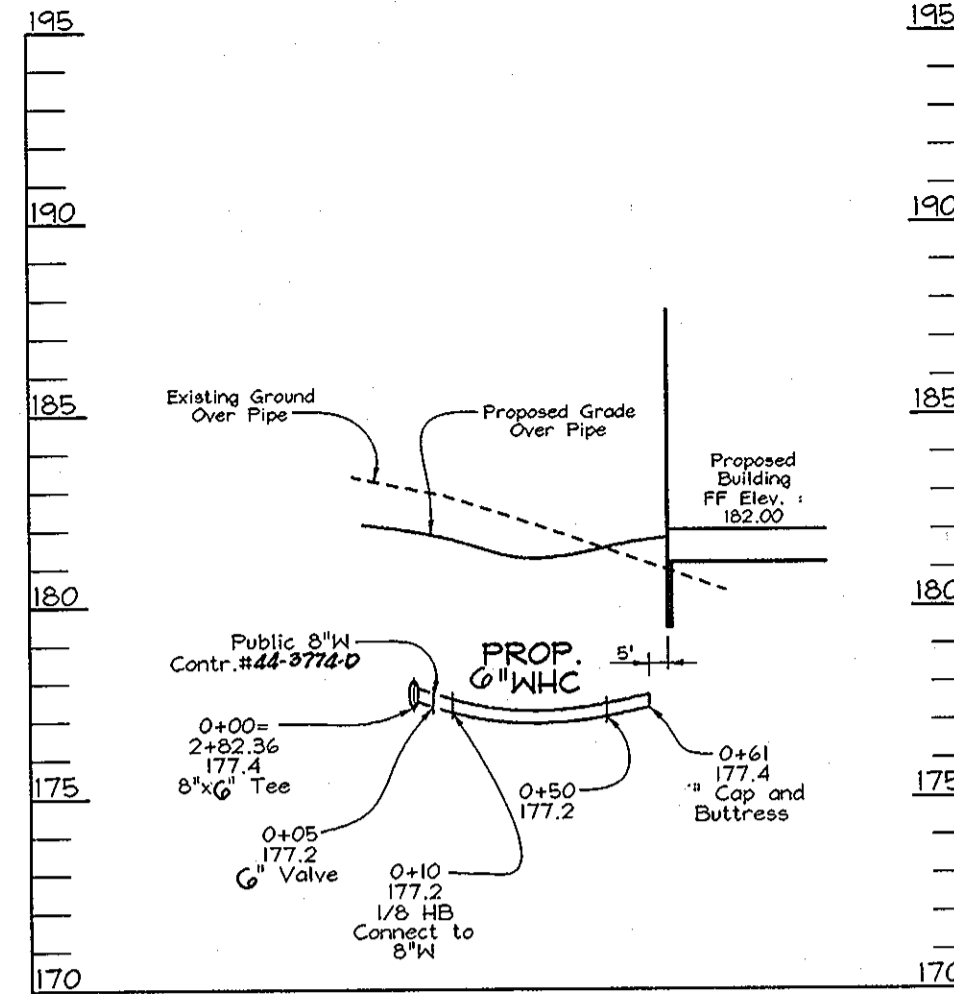 195
195
190
190
Existing Ground
Over Pipe
Proposed Grade
Over Pipe
185
185
Proposed
Building
FF Elev. :
182.00
180
180
Public 8"W
Contr.#44-3774-D
PROP.
6"WHC
5'
0+00=
2+82.36
177.4
8"x6" Tee
0+61
177.4
" Cap and
Buttress
0+50
177.2
175
175
0+05
177.2
6" Valve
0+10
177.2
1/8 HB
Connect to
8"W
170
170